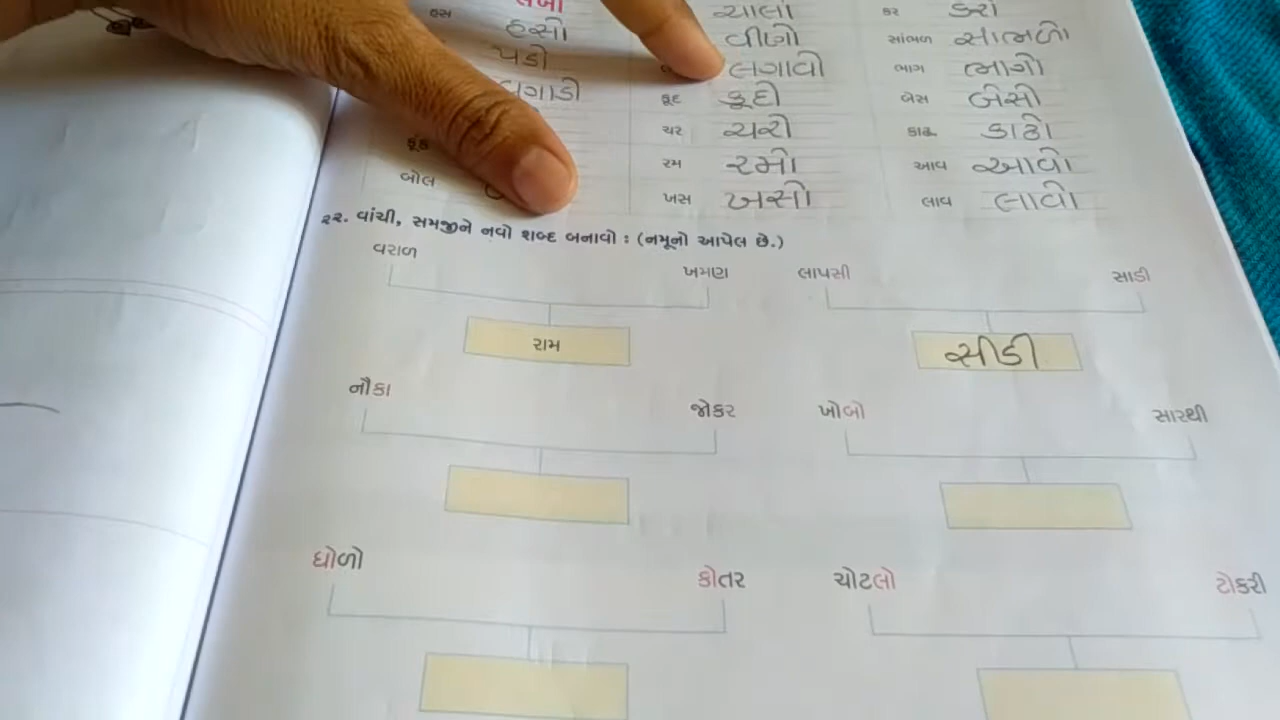 હસ હસો ચાલો કર કરો
પડો વીણો સાંભળ સાભળો
લગાવો ભાગ ભાગો
કૂદ કૂદો બેસ બેસો
ચર ચરો કાઢ કાઢો
રમ રમો આવ આવો
બોલ ખસ ખસો લાવ લાવો
૨૨. વાંચી, સમજીને નવો શબ્દ બનાવો : (નમૂનો આપેલ છે.)
વરાળ ખમણ લાપસી સાડી
રામ સીડી
નૌકા જોકર ખોબો સારથી
ધોળો કોતર ચોટલો ટોકરી